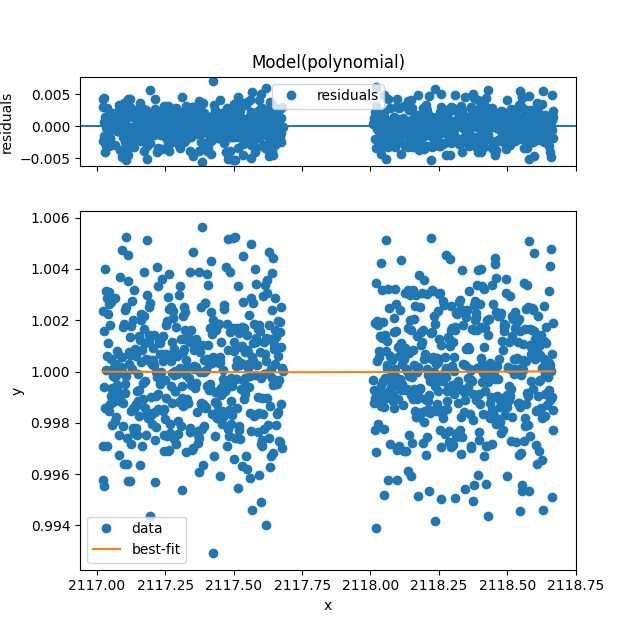 Model(polynomial)
residuals
0.005
0.000
−0.005
residuals
1.006
1.004
1.002
1.000
0.998
0.996
0.994
y
data
best-fit
2117.00 2117.25 2117.50 2117.75 2118.00 2118.25 2118.50 2118.75
x